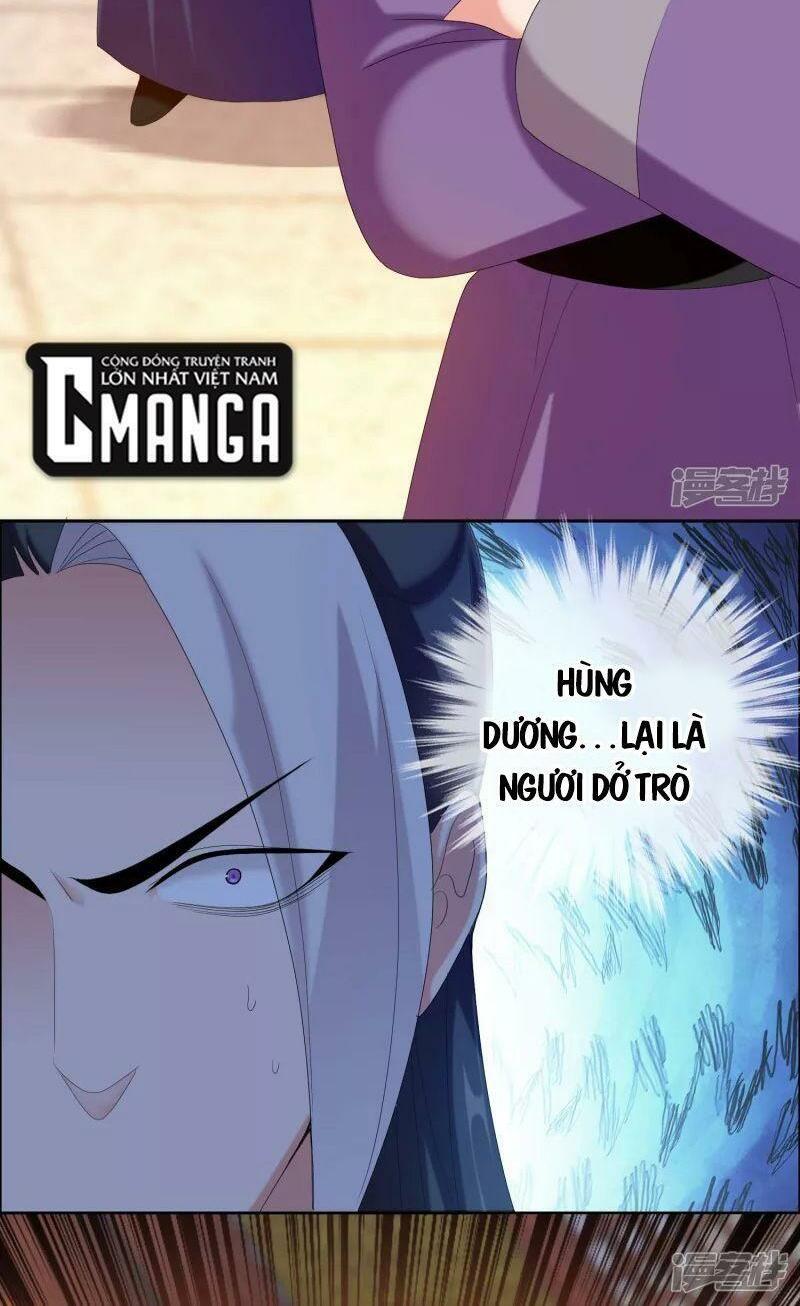 CỘNG ĐỒNG TRUYỆN TRANH
LỚN NHẤT VIỆT NAM
CMANGA
漫客栈
HÙNG
DƯƠNG...LẠI LÀ
NGƯƠI DỞ TRÒ
漫客栈